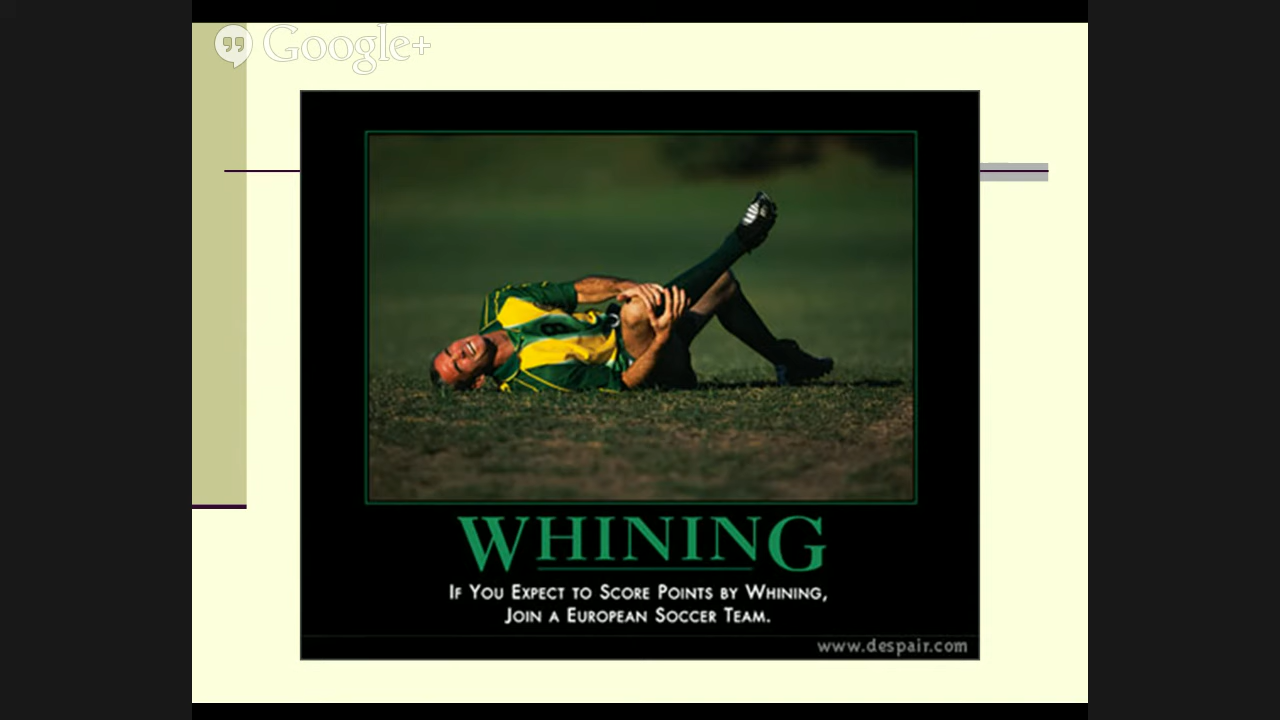 Google+
WHINING
IF YOU EXPECT TO SCORE POINTS BY WHINING,
JOIN A EUROPEAN SOCCER TEAM.
www.despair.com